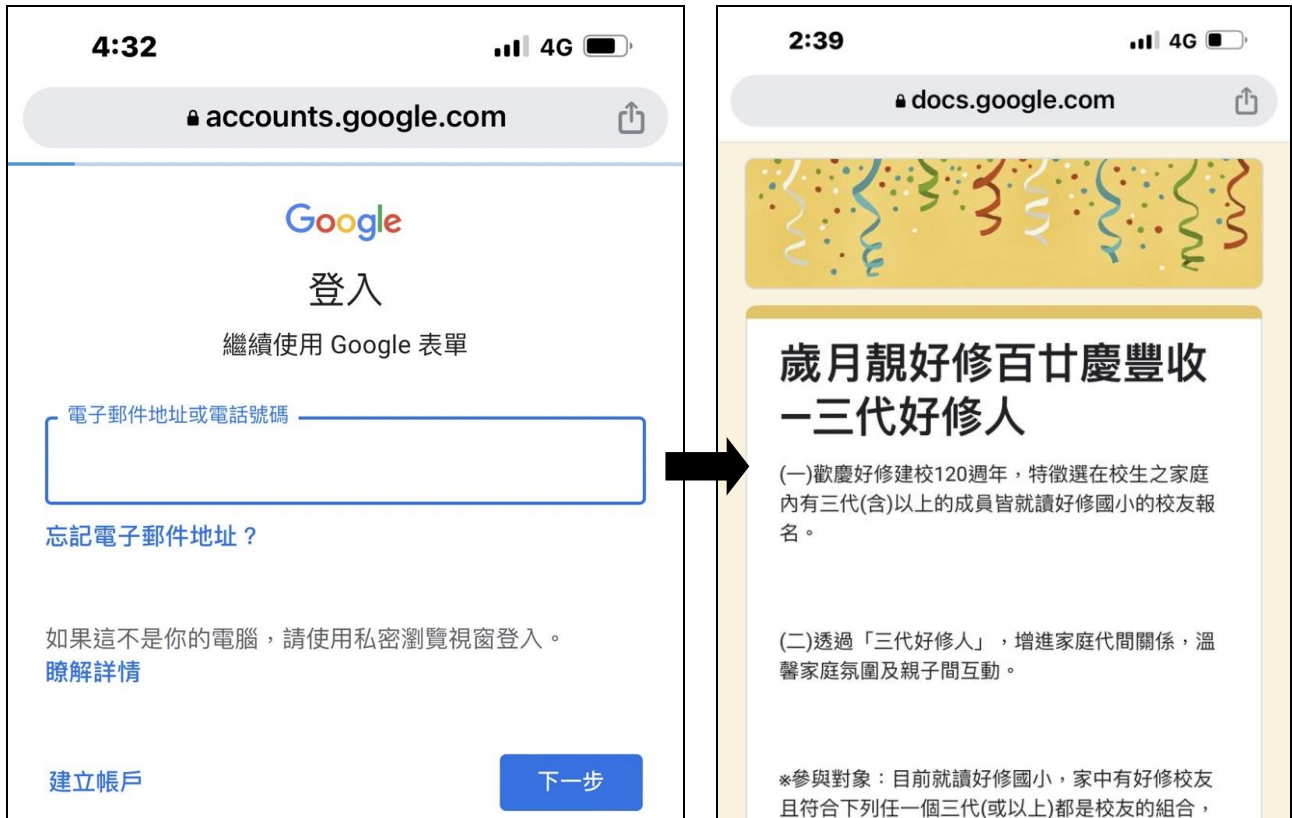 4:32
4G
accounts.google.com
Google
登入
繼續使用 Google 表單
電子郵件地址或電話號碼
忘記電子郵件地址？
如果這不是你的電腦，請使用私密瀏覽視窗登入。
瞭解詳情
建立帳戶
下一步
2:39
4G
docs.google.com
歲月靚好修百廿慶豐收
—三代好修人
(一)歡慶好修建校120週年，特徵選在校生之家庭
內有三代(含)以上的成員皆就讀好修國小的校友報
名。
(二)透過「三代好修人」，增進家庭代間關係，溫
馨家庭氛圍及親子間互動。
※參與對象：目前就讀好修國小，家中有好修校友
且符合下列任一個三代(或以上)都是校友的組合，